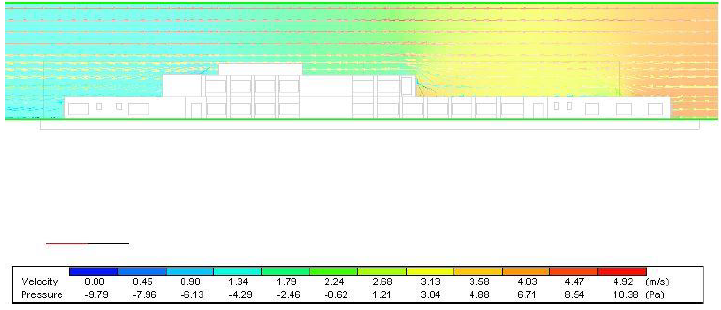 Velocity 0.00 0.45 0.90 1.34 1.79 2.24 2.68 3.13 3.58 4.03 4.47 4.92 (m/s)
Pressure -9.79 -7.96 -6.13 -4.29 -2.46 -0.62 1.21 3.04 4.88 6.71 8.54 10.38 (Pa)